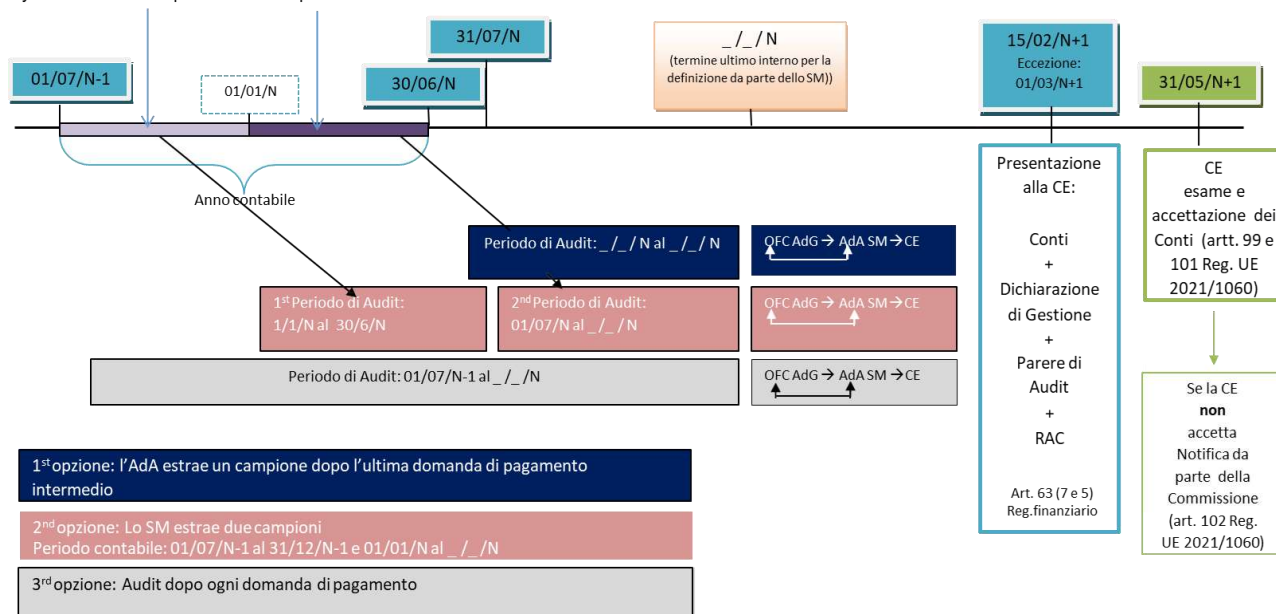 31/07/N
_ /_ / N
(termine ultimo interno per la
definizione da parte dello SM))
15/02/N+1
Eccezione:
01/03/N+1
01/07/N-1
01/01/N
30/06/N
31/05/N+1
Anno contabile
Presentazione
alla CE:
Conti
+
Dichiarazione
di Gestione
+
Parere di
Audit
+
RAC
Art. 63 (7 e 5)
Reg.finanziario
CE
esame e
accettazione dei
Conti (artt. 99 e
101 Reg. UE
2021/1060)
Periodo di Audit: _ /_ / N al _ /_ / N
OFC AdG → AdA SM → CE
1st Periodo di Audit:
1/1/N al 30/6/N
2nd Periodo di Audit:
01/07/N al _ /_ / N
OFC AdG → AdA SM → CE
Periodo di Audit: 01/07/N-1 al _ /_ /N
OFC AdG → AdA SM → CE
Se la CE
non
accetta
Notifica da
parte della
Commissione
(art. 102 Reg.
UE 2021/1060)
1st opzione: l'AdA estrae un campione dopo l'ultima domanda di pagamento
intermedio
2nd opzione: Lo SM estrae due campioni
Periodo contabile: 01/07/N-1 al 31/12/N-1 e 01/01/N al _ /_ /N
3rd opzione: Audit dopo ogni domanda di pagamento